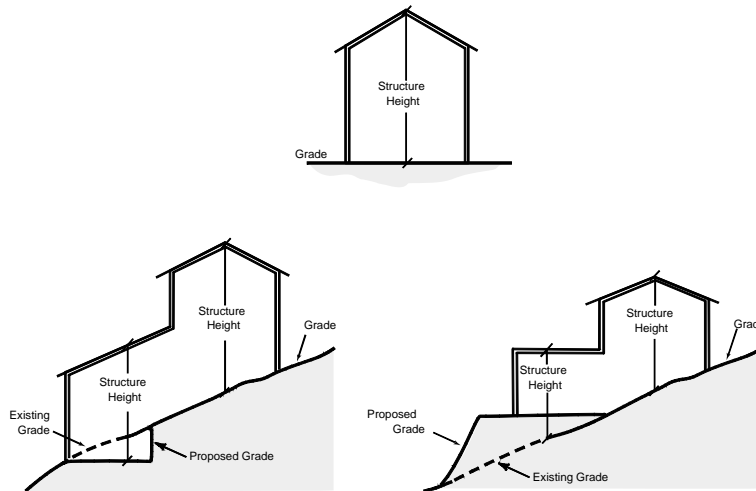 Structure
Height
Grade
Structure
Height
Grade
Structure
Height
Existing
Grade
Proposed Grade
Structure
Height
Grad
Structure
Height
Proposed
Grade
Existing Grade